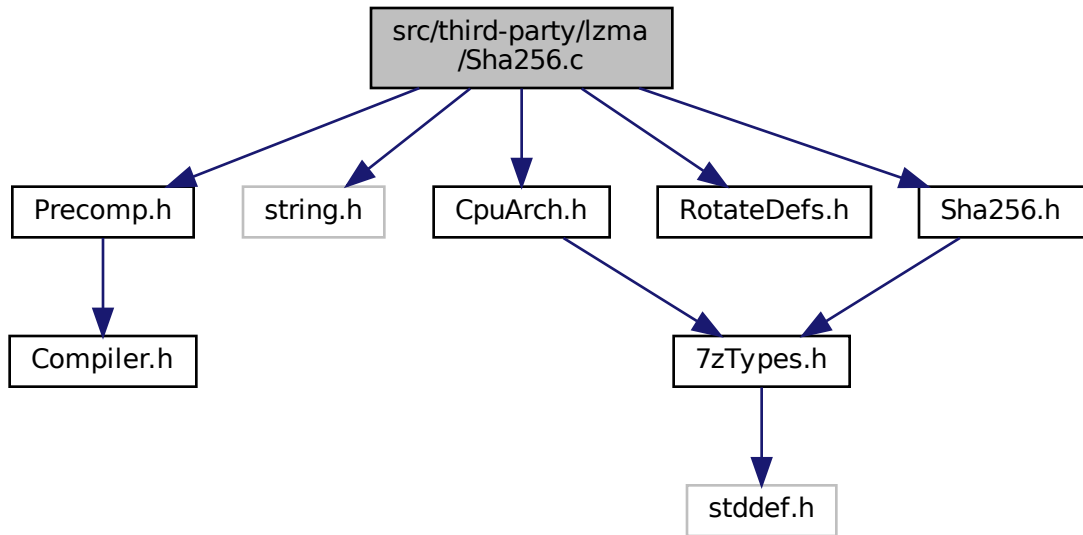 src/third-party/lzma
/Sha256.c
Precomp.h
string.h
CpuArch.h
RotateDefs.h
Sha256.h
Compiler.h
7zTypes.h
stddef.h